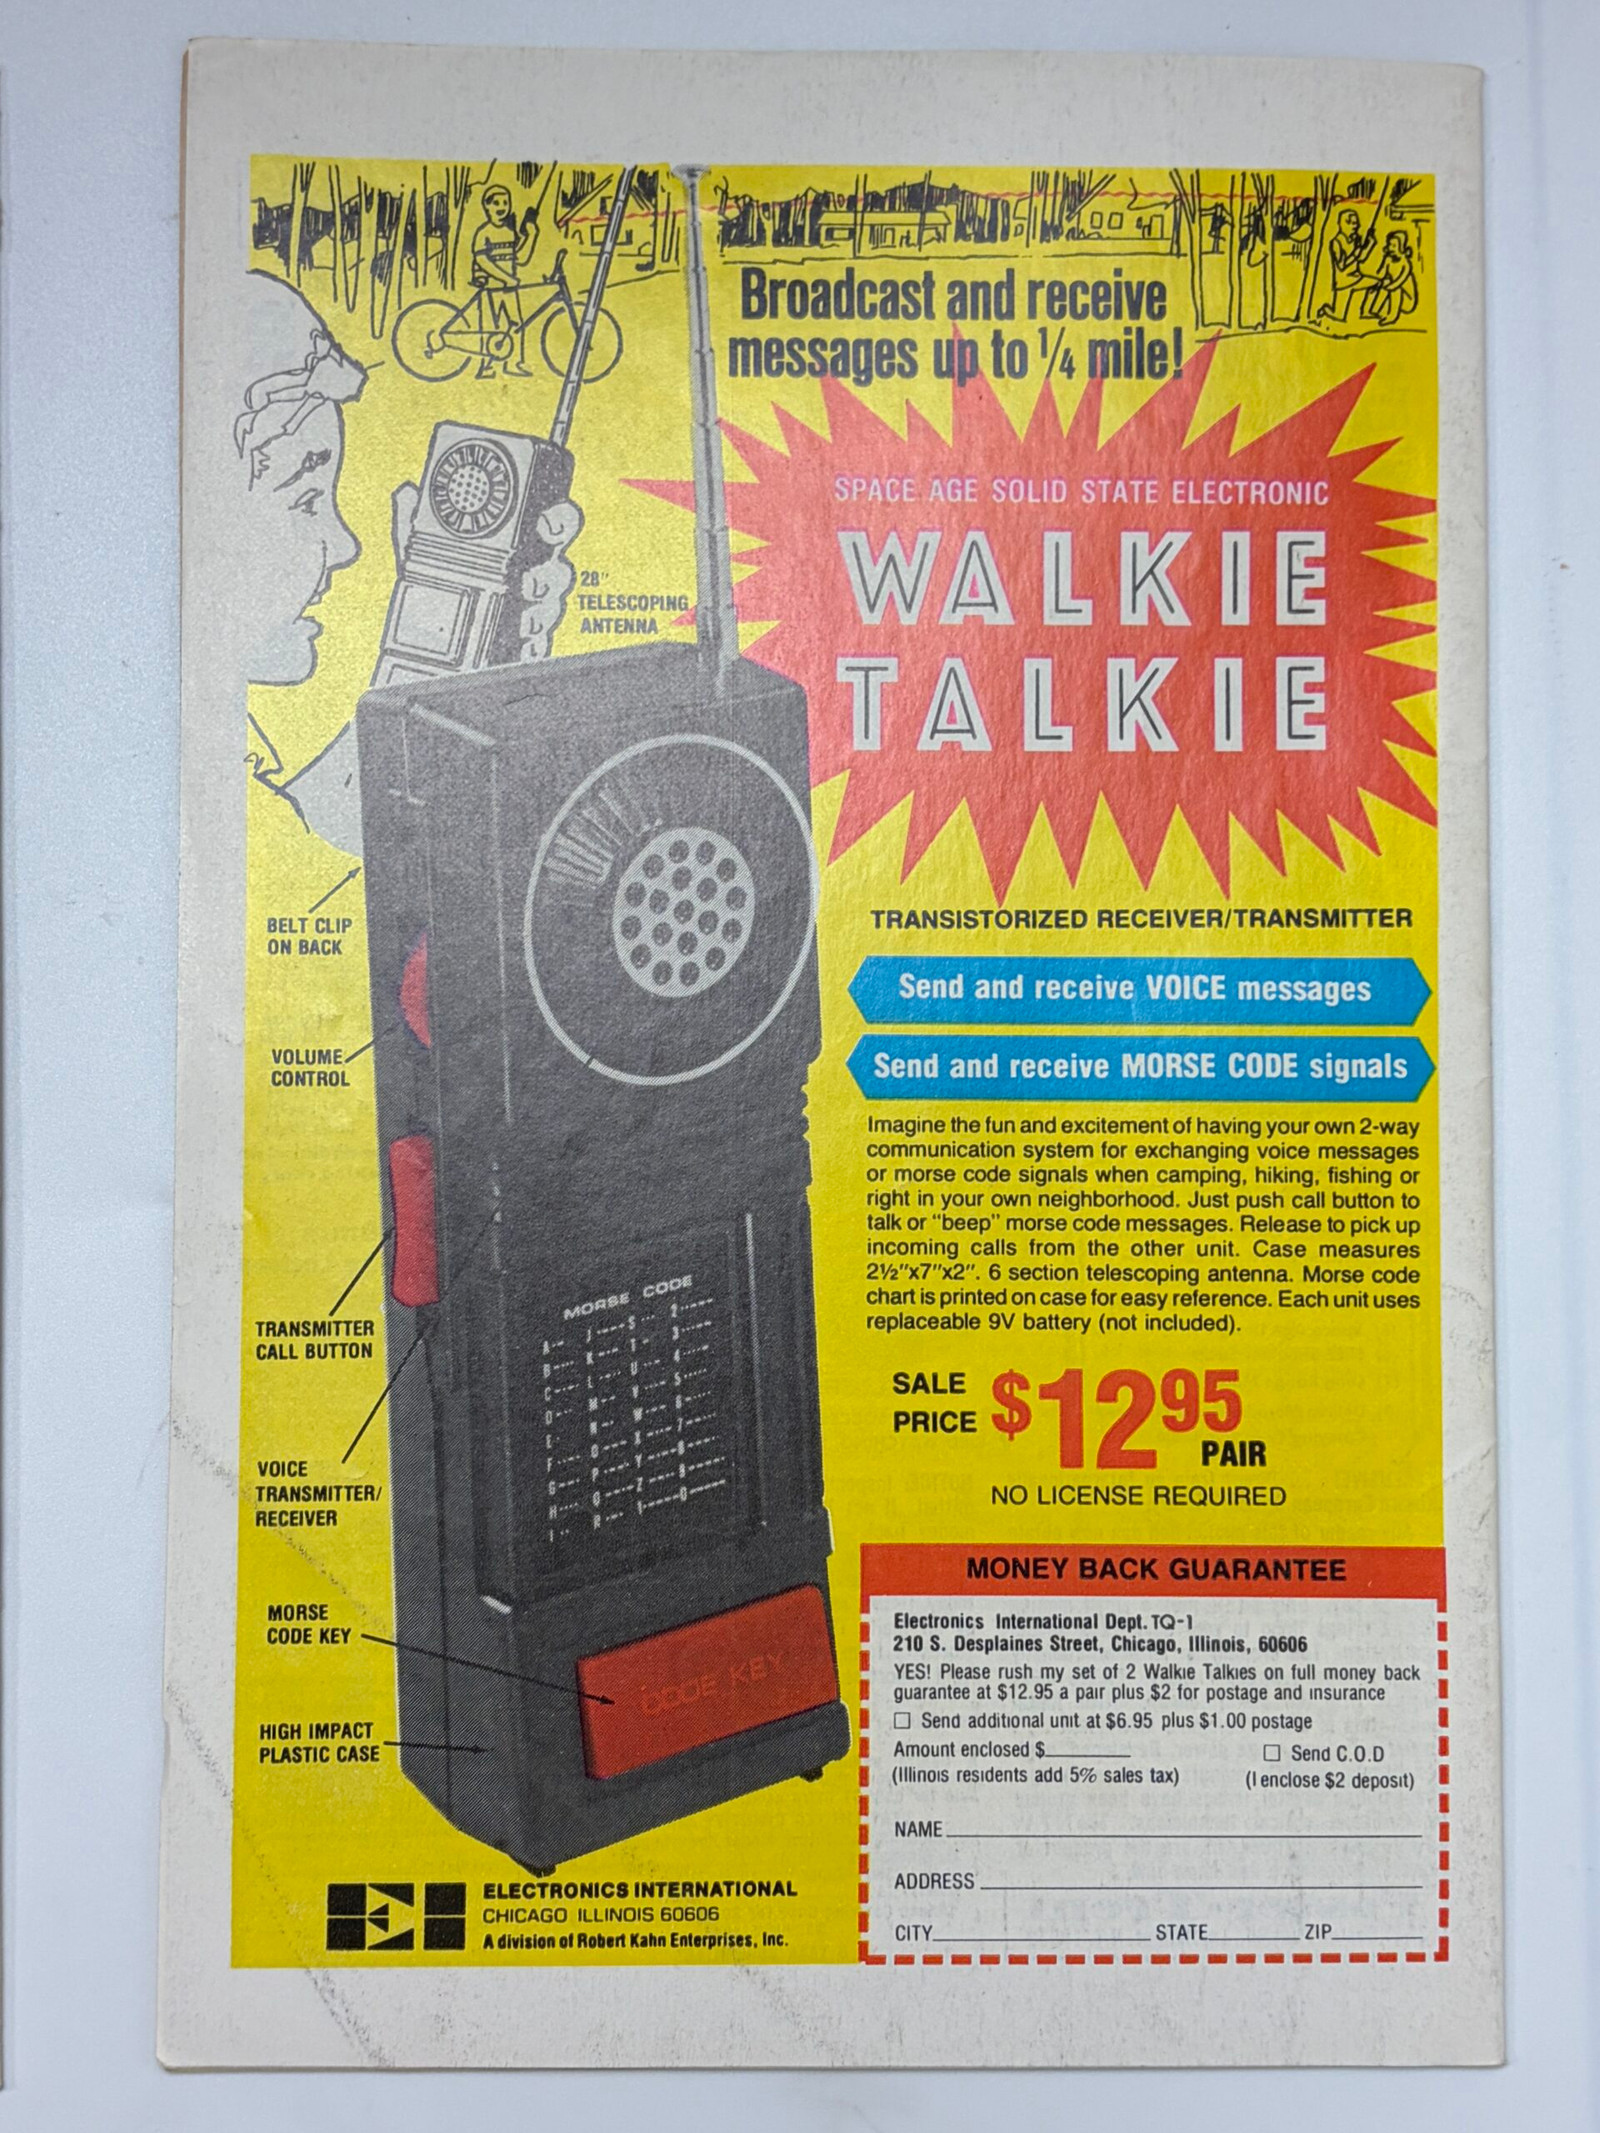 Broadcast and receive
messages up to 1/4 mile!
SPACE AGE SOLID STATE ELECTRONIC
WALKIE
TALKIE
28"
TELESCOPING
ANTENNA
BELT CLIP
ON BACK
VOLUME
CONTROL
TRANSMITTER
CALL BUTTON
VOICE
TRANSMITTER/
RECEIVER
MORSE
CODE KEY
HIGH IMPACT
PLASTIC CASE
MORSE CODE
A J S 2
B K T 3
C L U 4
D M V 5
E N W 6
F O X 7
G P Y 8
H Q Z 9
I R 1 0
CODE KEY
TRANSISTORIZED RECEIVER/TRANSMITTER
Send and receive VOICE messages
Send and receive MORSE CODE signals
Imagine the fun and excitement of having your own 2-way
communication system for exchanging voice messages
or morse code signals when camping, hiking, fishing or
right in your own neighborhood. Just push call button to
talk or "beep" morse code messages. Release to pick up
incoming calls from the other unit. Case measures
2½"x7"x2". 6 section telescoping antenna. Morse code
chart is printed on case for easy reference. Each unit uses
replaceable 9V battery (not included).
SALE
PRICE $12 95
PAIR
NO LICENSE REQUIRED
MONEY BACK GUARANTEE
Electronics International Dept. TQ-1
210 S. Desplaines Street, Chicago, Illinois, 60606
YES! Please rush my set of 2 Walkie Talkies on full money back
guarantee at $12.95 a pair plus $2 for postage and insurance
☐ Send additional unit at $6.95 plus $1.00 postage
Amount enclosed $________ ☐ Send C.O.D
(Illinois residents add 5% sales tax) (I enclose $2 deposit)
NAME
ADDRESS
CITY STATE ZIP
ELECTRONICS INTERNATIONAL
CHICAGO ILLINOIS 60606
A division of Robert Kahn Enterprises, Inc.